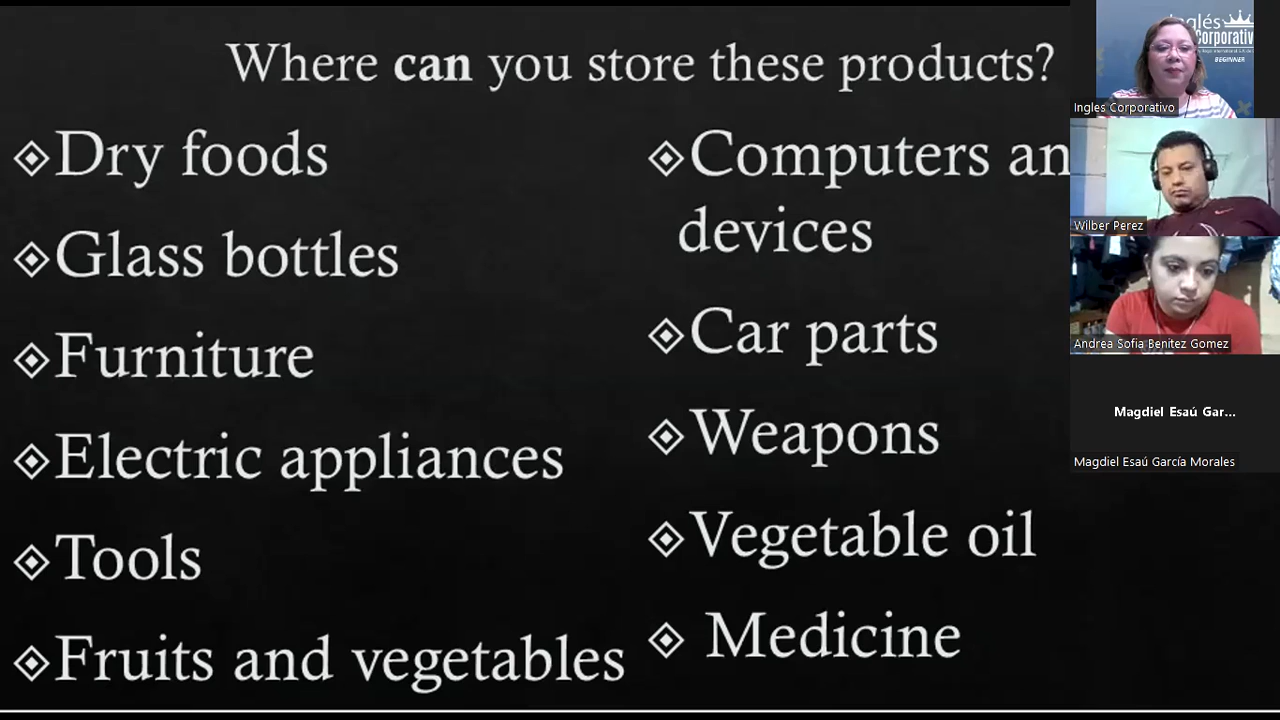 Where can you store these products?
Dry foods
Glass bottles
Furniture
Electric appliances
Tools
Fruits and vegetables
Computers an
devices
Car parts
Weapons
Vegetable oil
Medicine
Inglés
Corporativ
BEGINNER
Ingles Corporativo
Wilber Perez
Andrea Sofia Benitez Gomez
Magdiel Esaú Gar...
Magdiel Esaú García Morales